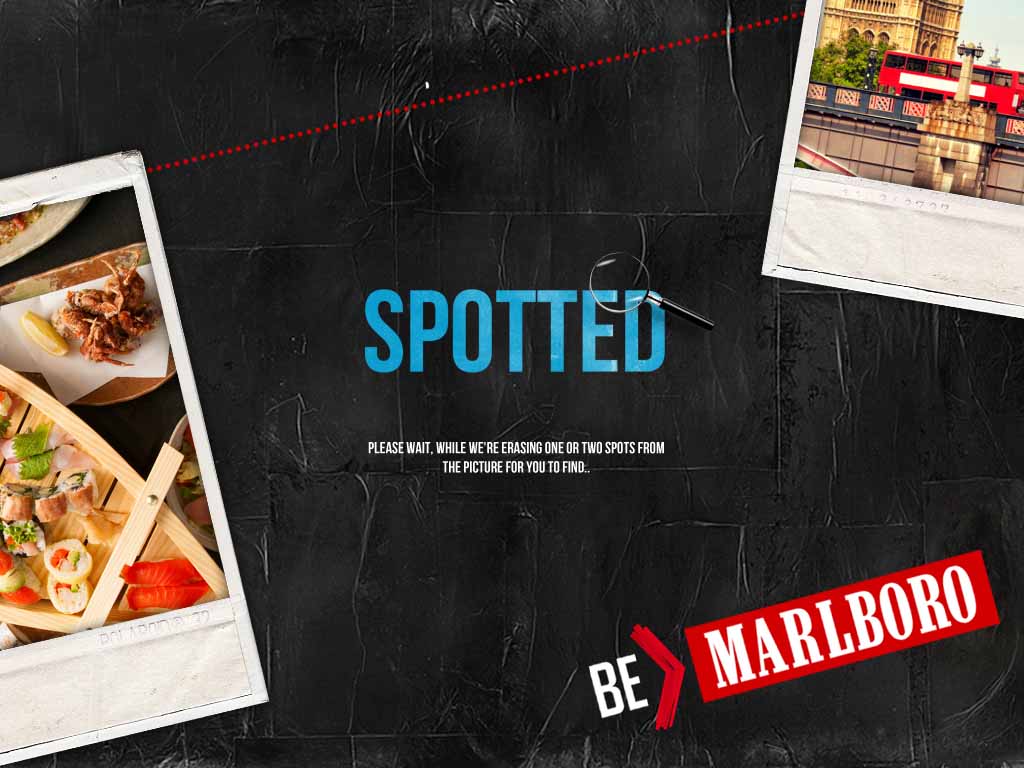 SPOTTED
PLEASE WAIT, WHILE WE'RE ERASING ONE OR TWO SPOTS FROM
THE PICTURE FOR YOU TO FIND..
BE MARLBORO